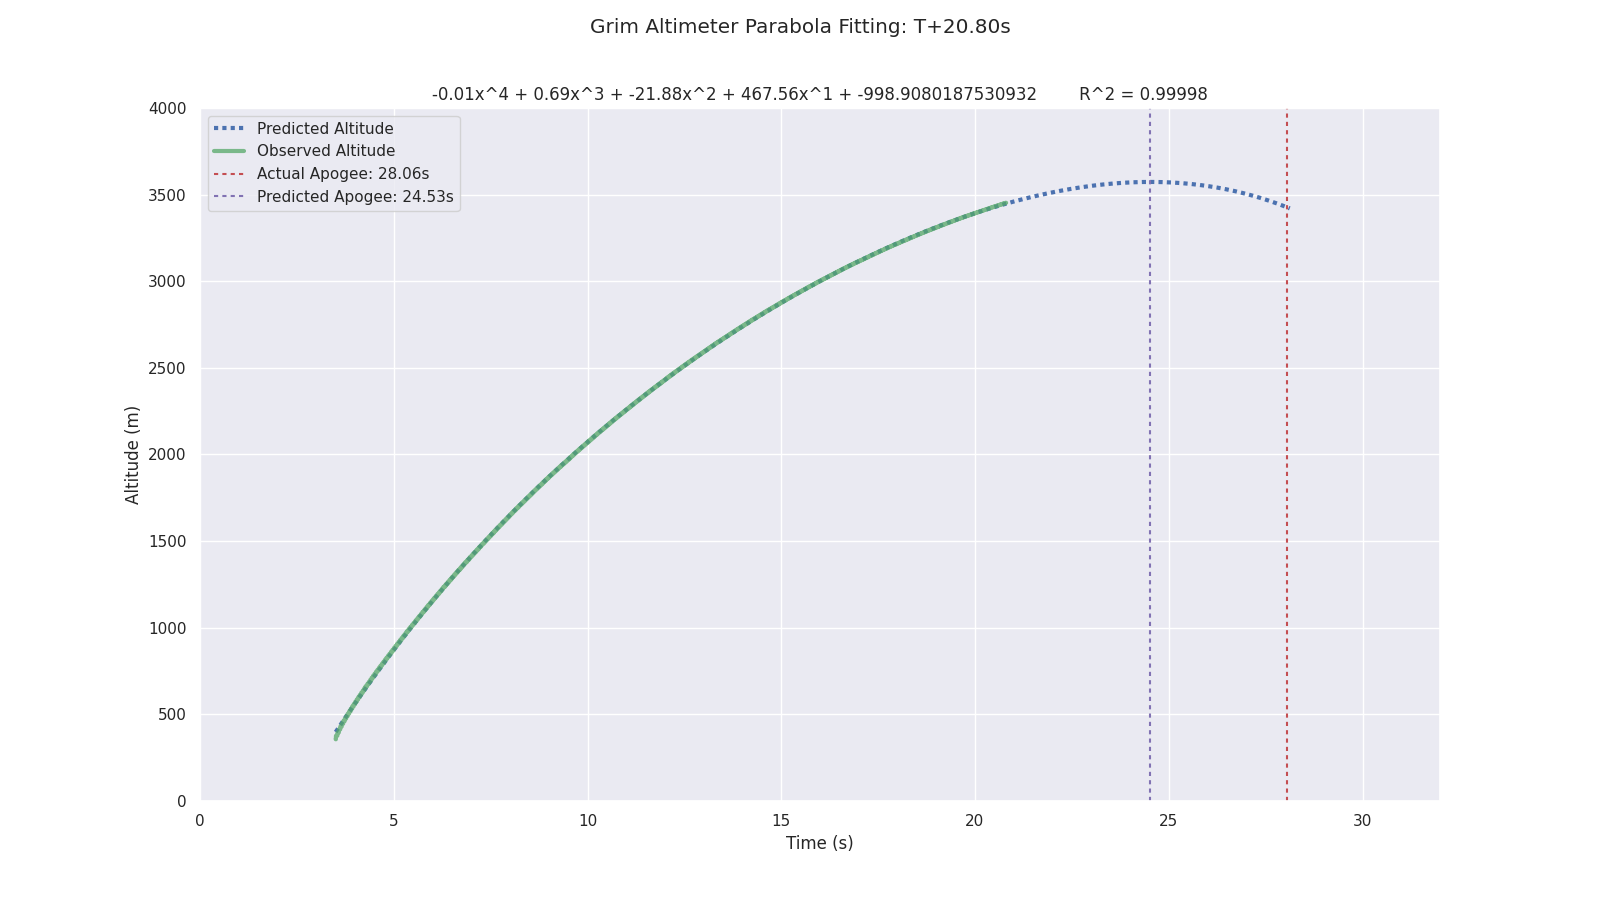 Grim Altimeter Parabola Fitting: T+20.80s
-0.01x^4 + 0.69x^3 + -21.88x^2 + 467.56x^1 + -998.9080187530932 R^2 = 0.99998
Predicted Altitude
Observed Altitude
Actual Apogee: 28.06s
Predicted Apogee: 24.53s
4000
3500
3000
2500
2000
1500
1000
500
0
Altitude (m)
0 5 10 15 20 25 30
Time (s)